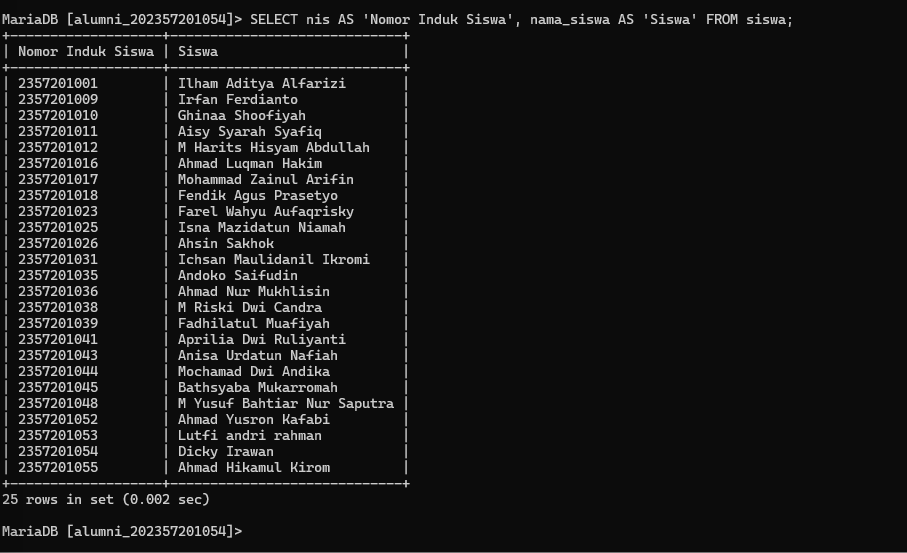 MariaDB [alumni_202357201054]> SELECT nis AS 'Nomor Induk Siswa', nama_siswa AS 'Siswa' FROM siswa;
+-------------------+-----------------------------+
| Nomor Induk Siswa | Siswa                       |
+-------------------+-----------------------------+
| 2357201001        | Ilham Aditya Alfarizi       |
| 2357201009        | Irfan Ferdianto             |
| 2357201010        | Ghinaa Shoofiyah            |
| 2357201011        | Aisy Syarah Syafiq          |
| 2357201012        | M Harits Hisyam Abdullah    |
| 2357201016        | Ahmad Luqman Hakim          |
| 2357201017        | Mohammad Zainul Arifin      |
| 2357201018        | Fendik Agus Prasetyo        |
| 2357201023        | Farel Wahyu Aufaqrisky      |
| 2357201025        | Isna Mazidatun Niamah       |
| 2357201026        | Ahsin Sakhok                |
| 2357201031        | Ichsan Maulidanil Ikromi    |
| 2357201035        | Andoko Saifudin             |
| 2357201036        | Ahmad Nur Mukhlisin         |
| 2357201038        | M Riski Dwi Candra          |
| 2357201039        | Fadhilatul Muafiyah         |
| 2357201041        | Aprilia Dwi Ruliyanti       |
| 2357201043        | Anisa Urdatun Nafiah        |
| 2357201044        | Mochamad Dwi Andika         |
| 2357201045        | Bathsyaba Mukarromah        |
| 2357201048        | M Yusuf Bahtiar Nur Saputra |
| 2357201052        | Ahmad Yusron Kafabi         |
| 2357201053        | Lutfi andri rahman          |
| 2357201054        | Dicky Irawan                |
| 2357201055        | Ahmad Hikamul Kirom         |
+-------------------+-----------------------------+
25 rows in set (0.002 sec)
MariaDB [alumni_202357201054]>